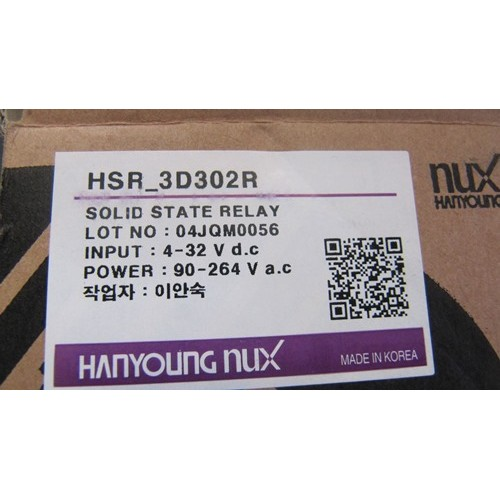 HSR_3D302R
SOLID STATE RELAY
LOT NO : 04JQM0056
INPUT : 4-32 V d.c
POWER : 90-264 V a.c
작업자 : 이안숙
HANYOUNG nux
MADE IN KOREA
nux
HANYOUNG